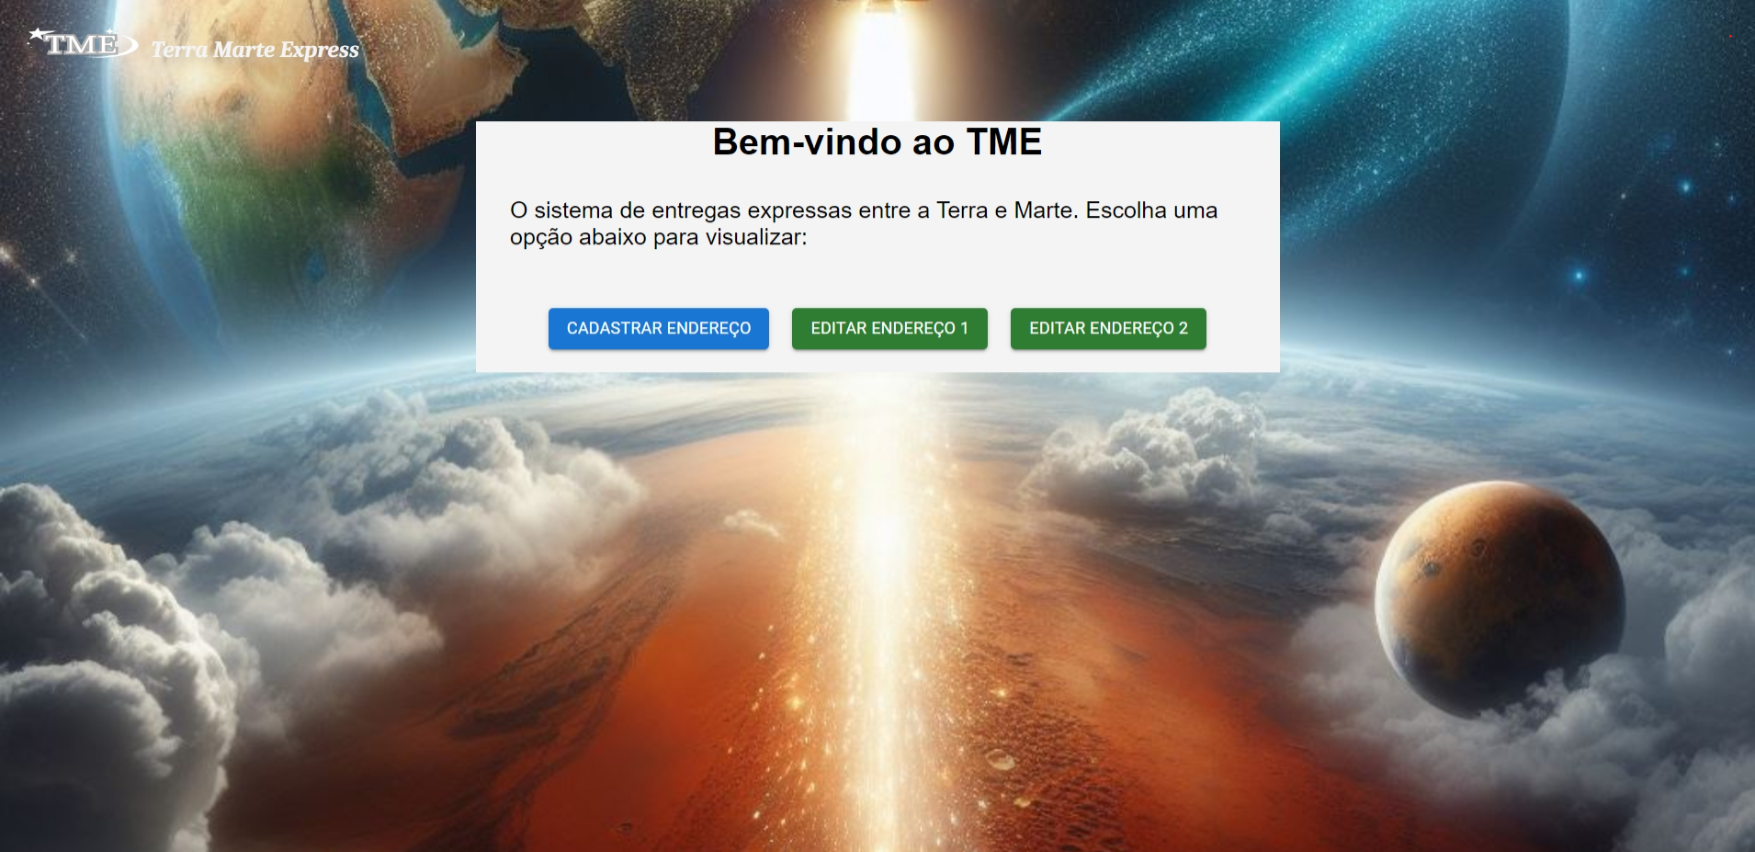 TME Terra Marte Express
Bem-vindo ao TME
O sistema de entregas expressas entre a Terra e Marte. Escolha uma
opção abaixo para visualizar:
CADASTRAR ENDEREÇO EDITAR ENDEREÇO 1 EDITAR ENDEREÇO 2